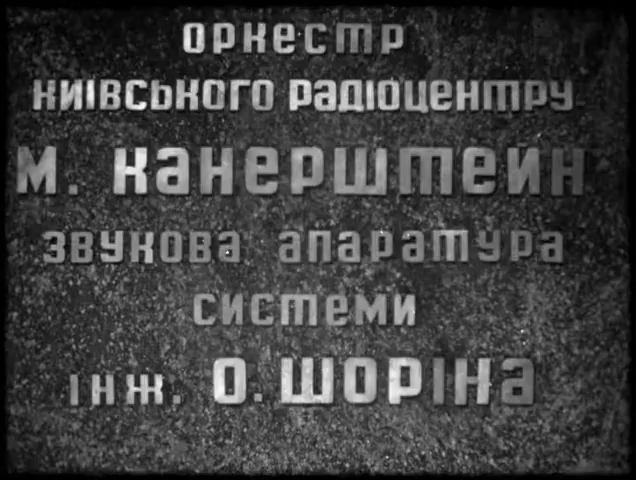 оркестр
київського радіоцентру
М. Канерштейн
звукова апаратура
системи
інж. О. Шоріна